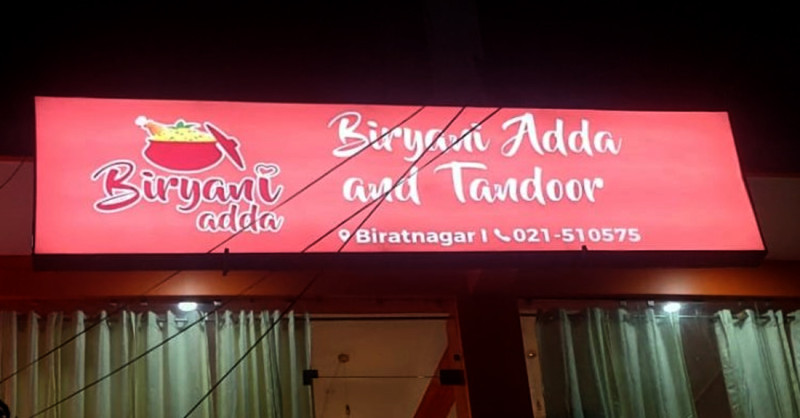 Biryani
adda
Biryani Adda
and Tandoor
Biratnagar | 021-510575